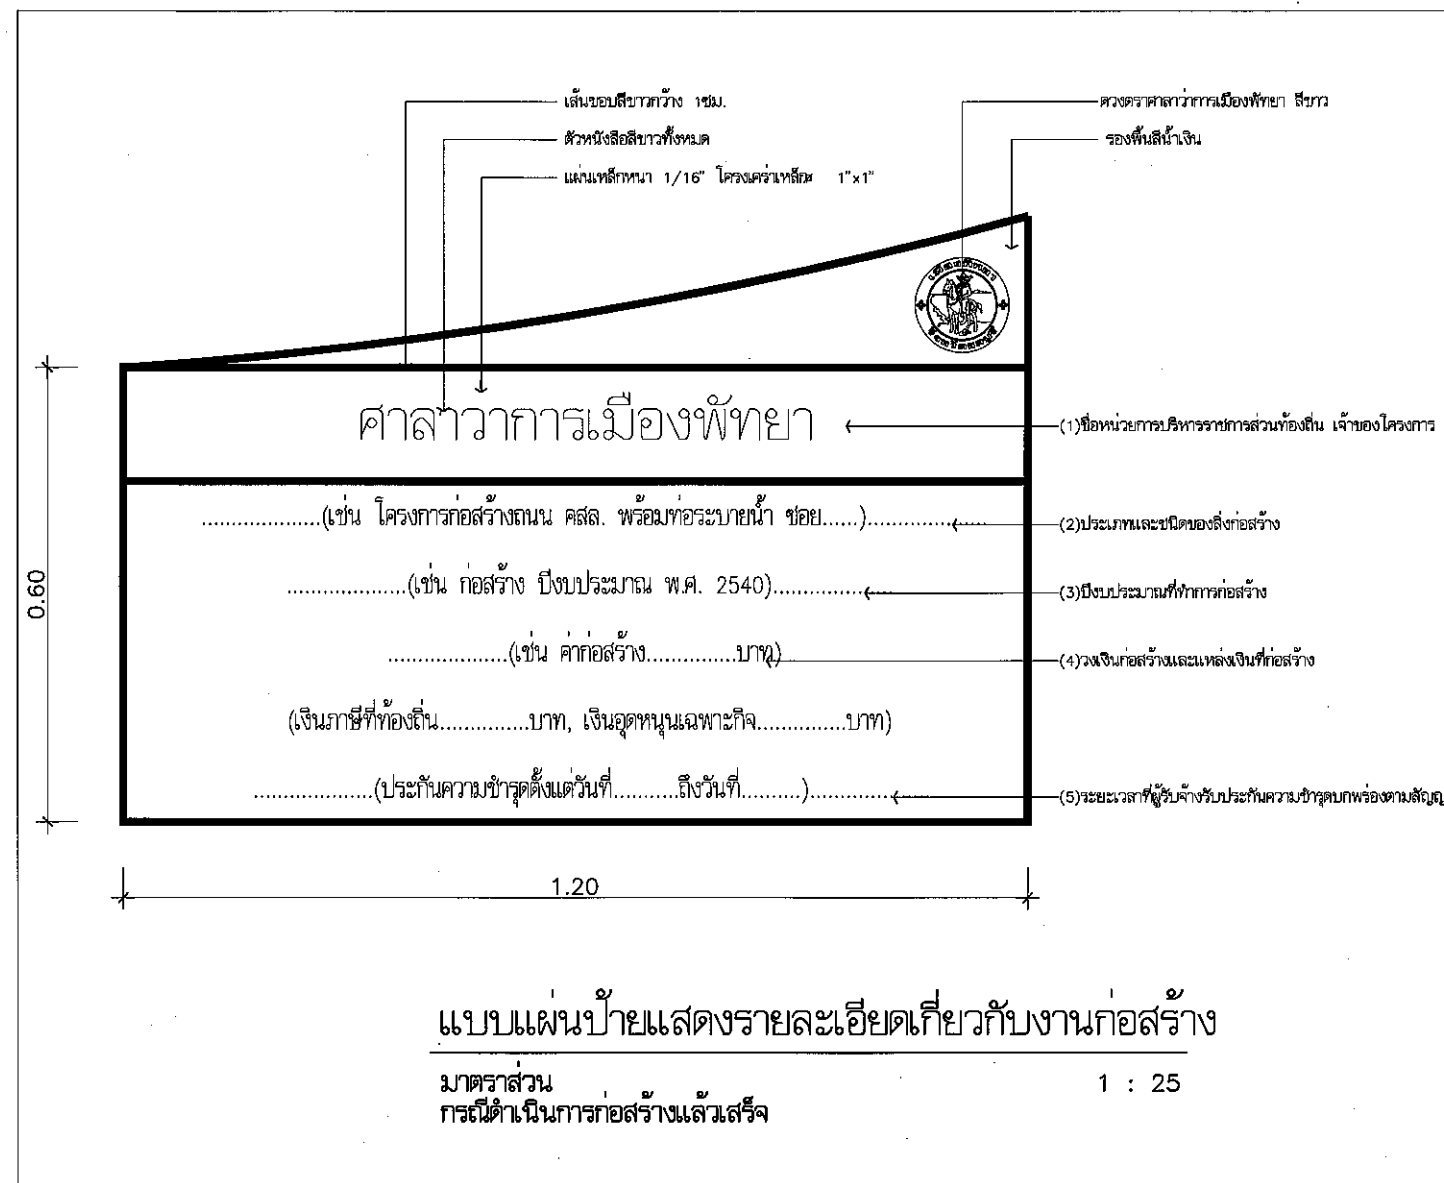 เส้นขอบสีขาวกว้าง 1ซม.
ดวงตราศาลาว่าการเมืองพัทยา สีขาว
ตัวหนังสือสีขาวทั้งหมด
รองพื้นสีน้ำเงิน
แผ่นเหล็กหนา 1/16" โครงเคร่าเหล็ก 1"x1"
ศาลาว่าการเมืองพัทยา
(1)ชื่อหน่วยการบริหารราชการส่วนท้องถิ่น เจ้าของโครงการ
....................(เช่น โครงการก่อสร้างถนน คสล. พร้อมท่อระบายน้ำ ซอย......)....................
(2)ประเภทและชนิดของสิ่งก่อสร้าง
....................(เช่น ก่อสร้าง ปีงบประมาณ พ.ศ. 2540)....................
(3)ปีงบประมาณที่ทำการก่อสร้าง
0.60
....................(เช่น ค่าก่อสร้าง...............บาท)
(4)วงเงินก่อสร้างและแหล่งเงินที่ก่อสร้าง
(เงินภาษีที่ท้องถิ่น...............บาท, เงินอุดหนุนเฉพาะกิจ...............บาท)
....................(ประกันความชำรุดตั้งแต่วันที่...........ถึงวันที่..........)...............
(5)ระยะเวลาที่ผู้รับจ้างรับประกันความชำรุดบกพร่องตามสัญญ
1.20
แบบแผ่นป้ายแสดงรายละเอียดเกี่ยวกับงานก่อสร้าง
มาตราส่วน 1 : 25
กรณีดำเนินการก่อสร้างแล้วเสร็จ